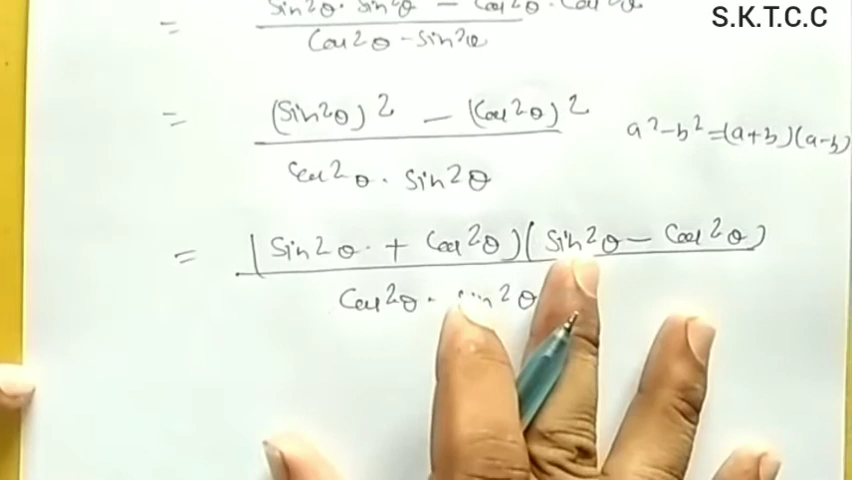 S.K.T.C.C
= sin²θ · sin²θ − cos²θ · cos²θ
cos²θ − sin²θ
= (sin²θ)² − (cos²θ)² a²−b²=(a+b)(a−b)
cos²θ · sin²θ
= (sin²θ · + cos²θ)(sin²θ − cos²θ)
cos²θ · sin²θ